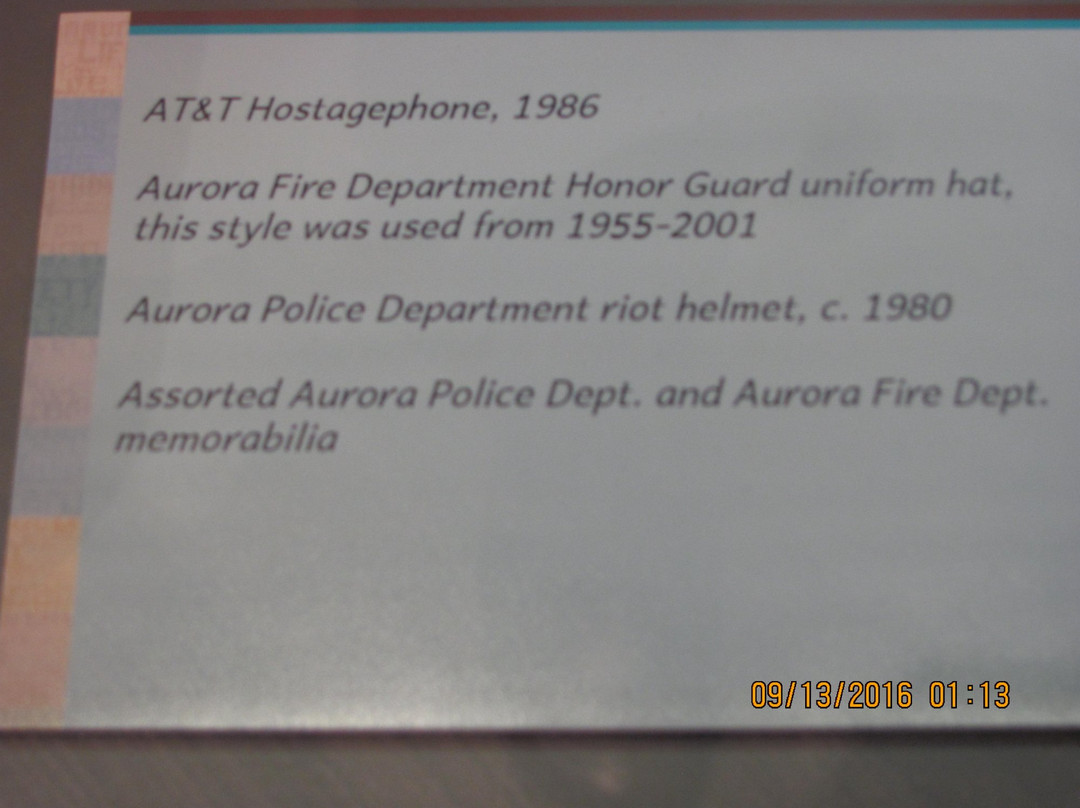 AT&T Hostagephone, 1986
Aurora Fire Department Honor Guard uniform hat,
this style was used from 1955-2001
Aurora Police Department riot helmet, c. 1980
Assorted Aurora Police Dept. and Aurora Fire Dept.
memorabilia
09/13/2016 01:13